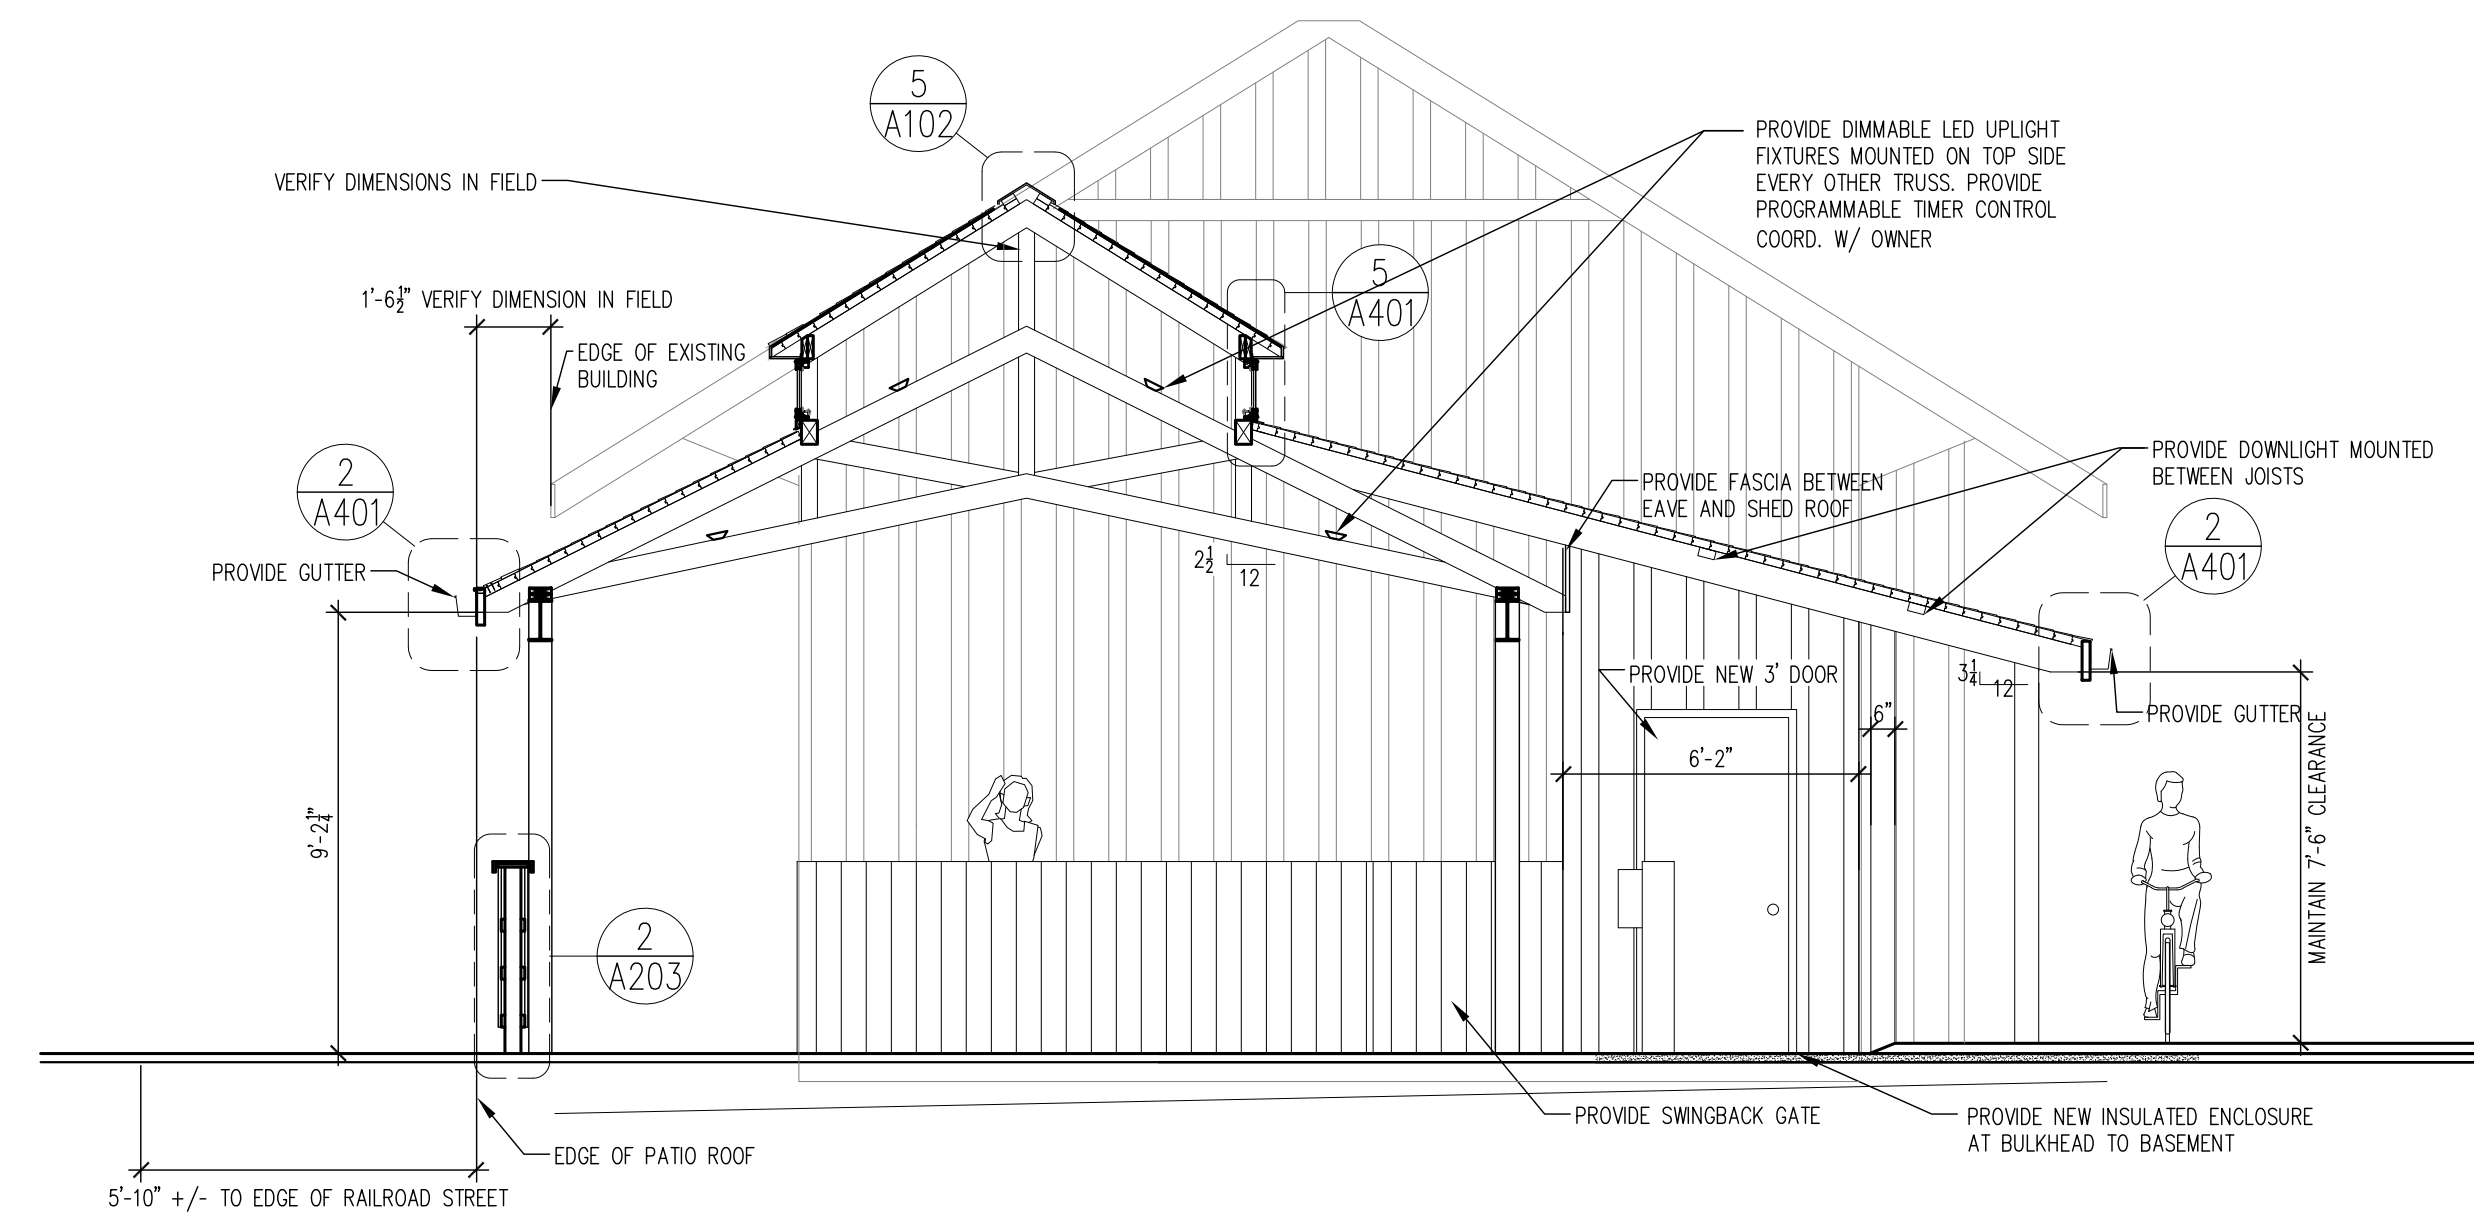 5
A102
PROVIDE DIMMABLE LED UPLIGHT
FIXTURES MOUNTED ON TOP SIDE
EVERY OTHER TRUSS. PROVIDE
PROGRAMMABLE TIMER CONTROL
COORD. W/ OWNER
VERIFY DIMENSIONS IN FIELD
5
A401
1'-6½" VERIFY DIMENSION IN FIELD
EDGE OF EXISTING
BUILDING
2
A401
PROVIDE DOWNLIGHT MOUNTED
BETWEEN JOISTS
PROVIDE FASCIA BETWEEN
EAVE AND SHED ROOF
2
A401
PROVIDE GUTTER
2½
12
PROVIDE NEW 3' DOOR
3¼
12
6"
PROVIDE GUTTER
6'-2"
9'-2¼"
MAINTAIN 7'-6" CLEARANCE
2
A203
PROVIDE SWINGBACK GATE
PROVIDE NEW INSULATED ENCLOSURE
AT BULKHEAD TO BASEMENT
EDGE OF PATIO ROOF
5'-10" +/- TO EDGE OF RAILROAD STREET